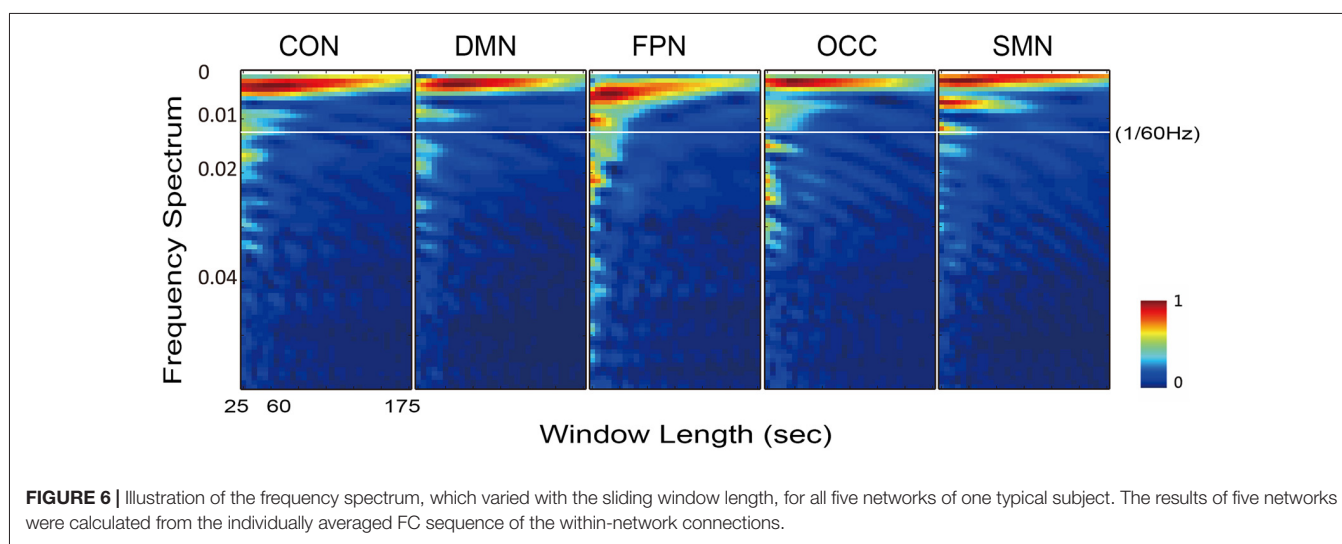 CON DMN FPN OCC SMN
0
0.01
(1/60Hz)
0.02
0.04
Frequency Spectrum
1
0
25 60 175
Window Length (sec)
FIGURE 6 | Illustration of the frequency spectrum, which varied with the sliding window length, for all five networks of one typical subject. The results of five networks
were calculated from the individually averaged FC sequence of the within-network connections.